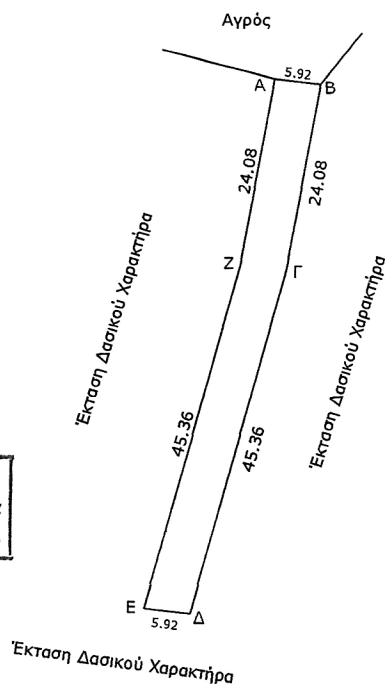 Αγρός
5.92
Α
Β
24.08
24.08
Ζ
Γ
Έκταση Δασικού Χαρακτήρα
Έκταση Δασικού Χαρακτήρα
45.36
45.36
Ε
Δ
5.92
Έκταση Δασικού Χαρακτήρα